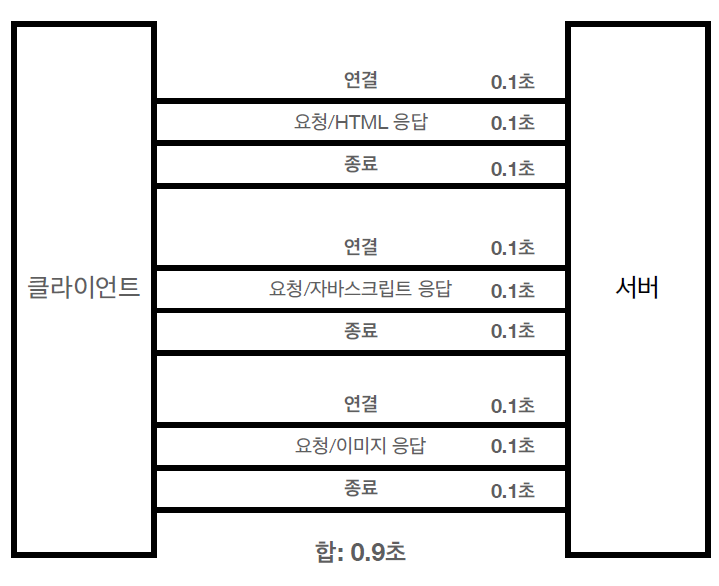 연결 0.1초
요청/HTML 응답 0.1초
종료 0.1초
연결 0.1초
클라이언트
요청/자바스크립트 응답 0.1초
서버
종료 0.1초
연결 0.1초
요청/이미지 응답 0.1초
종료 0.1초
합: 0.9초